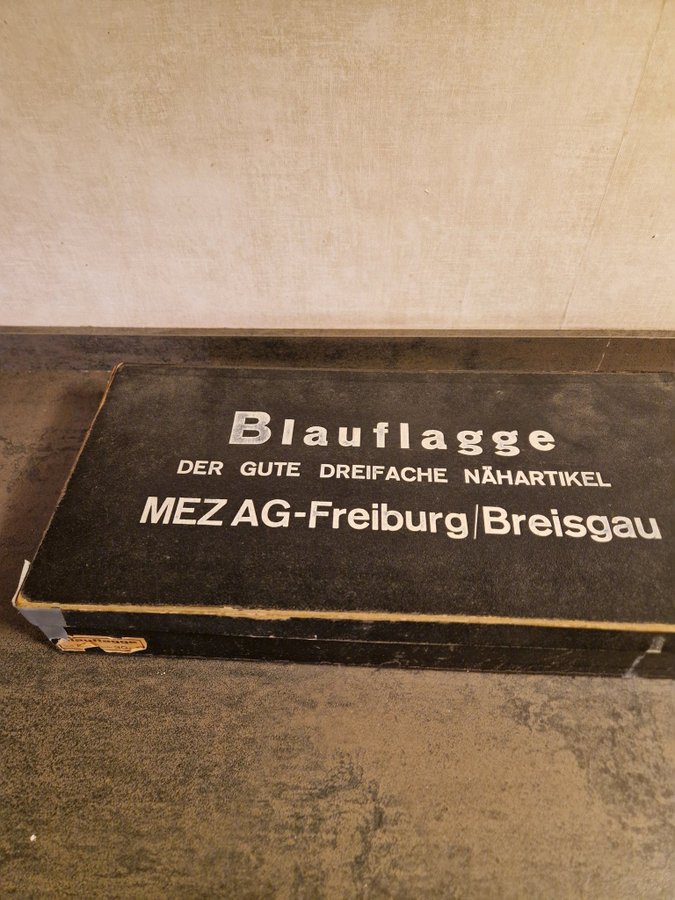 Blauflagge
DER GUTE DREIFACHE NÄHARTIKEL
MEZ AG-Freiburg/Breisgau